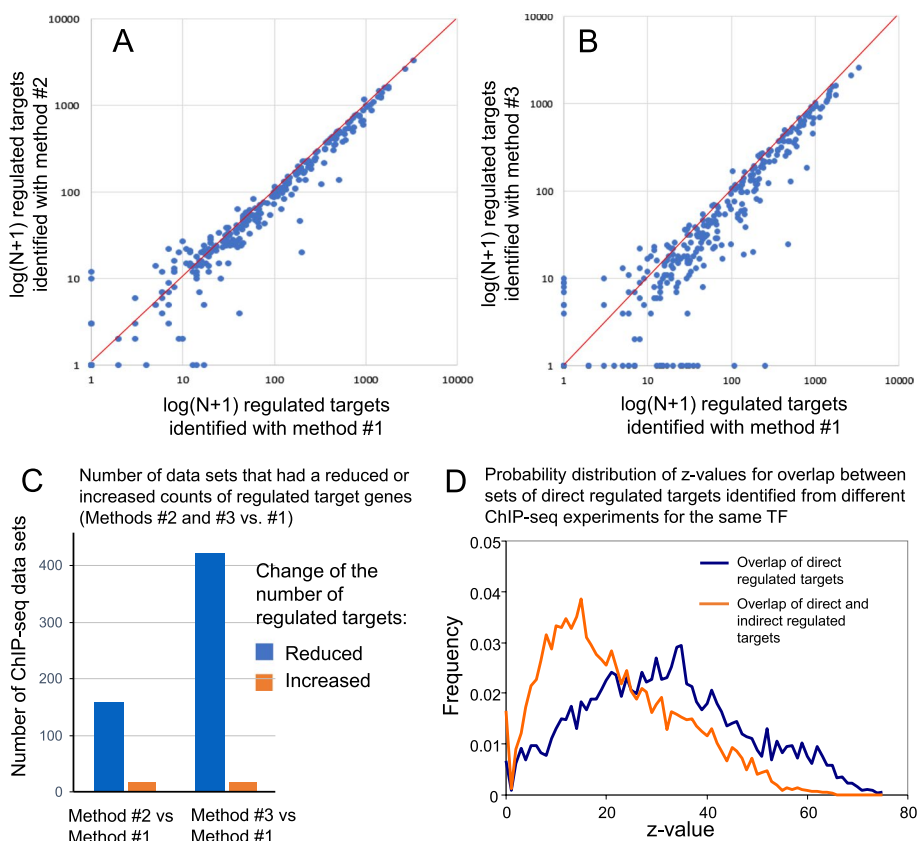 A
10000
1000
100
10
1
1
10
100
1000
10000
log(N+1) regulated targets
identified with method #2
log(N+1) regulated targets
identified with method #1
B
10000
1000
100
10
1
1
10
100
1000
10000
log(N+1) regulated targets
identified with method #3
log(N+1) regulated targets
identified with method #1
C
Number of data sets that had a reduced or
increased counts of regulated target genes
(Methods #2 and #3 vs. #1)
Number of ChIP-seq data sets
400
300
200
100
0
Change of the
number of
regulated targets:
Reduced
Increased
Method #2 vs
Method #1
Method #3 vs
Method #1
D
Probability distribution of z-values for overlap between
sets of direct regulated targets identified from different
ChIP-seq experiments for the same TF
Frequency
0.05
0.04
0.03
0.02
0.01
0
Overlap of direct
regulated targets
Overlap of direct and
indirect regulated
targets
0
20
40
60
80
z-value